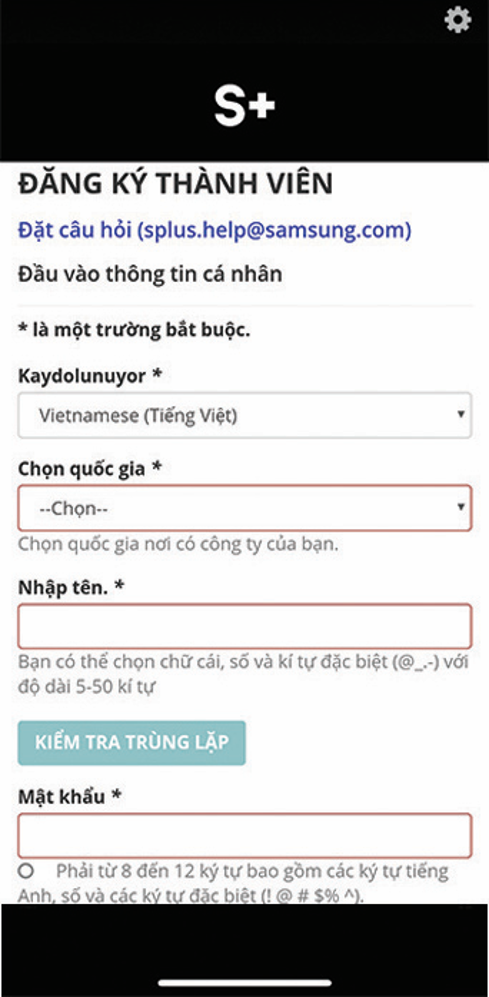 S+
ĐĂNG KÝ THÀNH VIÊN
Đặt câu hỏi (splus.help@samsung.com)
Đầu vào thông tin cá nhân
* là một trường bắt buộc.
Kaydolunuyor *
Vietnamese (Tiếng Việt)
Chọn quốc gia *
--Chọn--
Chọn quốc gia nơi có công ty của bạn.
Nhập tên. *
Bạn có thể chọn chữ cái, số và kí tự đặc biệt (@_.-) với
độ dài 5-50 kí tự
KIỂM TRA TRÙNG LẶP
Mật khẩu *
Phải từ 8 đến 12 ký tự bao gồm các ký tự tiếng
Anh, số và các ký tự đặc biệt (! @ # $% ^).